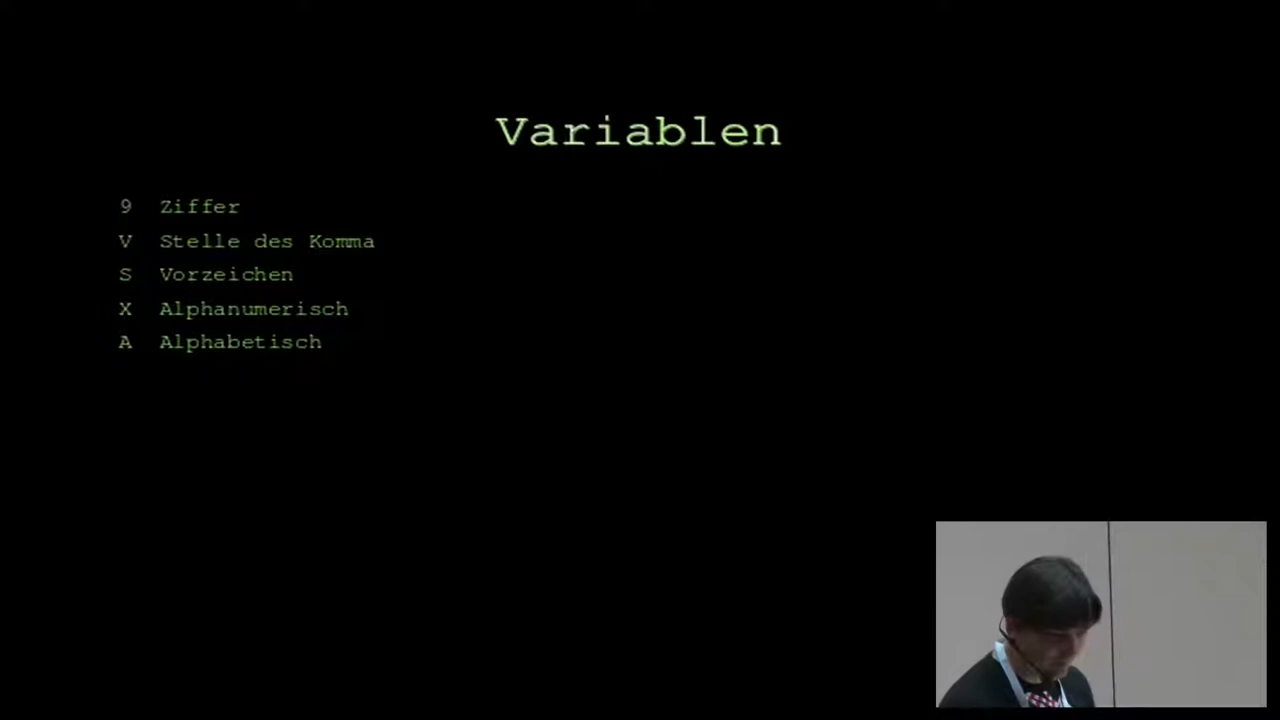 Variablen
9 Ziffer
V Stelle des Komma
S Vorzeichen
X Alphanumerisch
A Alphabetisch